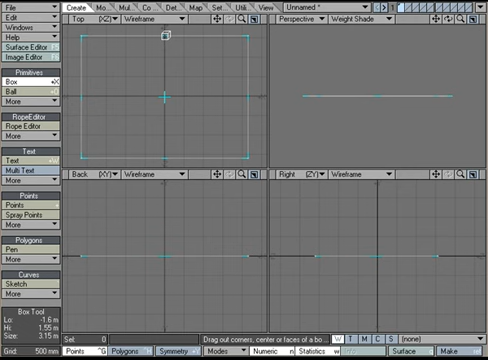 File
Edit
Windows
Help
Surface Editor
Image Editor
Primitives
Box
Ball
More
RopeEditor
Rope Editor
More
Text
Text
Multi Text
More
Points
Points
Spray Points
More
Polygons
Pen
More
Curves
Sketch
More
Box Tool
Lo: -1.6 m
Hi: 1.55 m
Size: 3.15 m
Grid: 500 mm
Create Mo.. Mul.. Co.. Det.. Map Set.. Util.. View
Unnamed * 1
Top (XZ) Wireframe
Perspective Weight Shade
Back (XY) Wireframe
Right (ZY) Wireframe
Sel: 0 Drag out corners, center or faces of a bo... W T M C S (none)
Points ^G Polygons ^H Symmetry Modes Numeric n Statistics w Surface Make